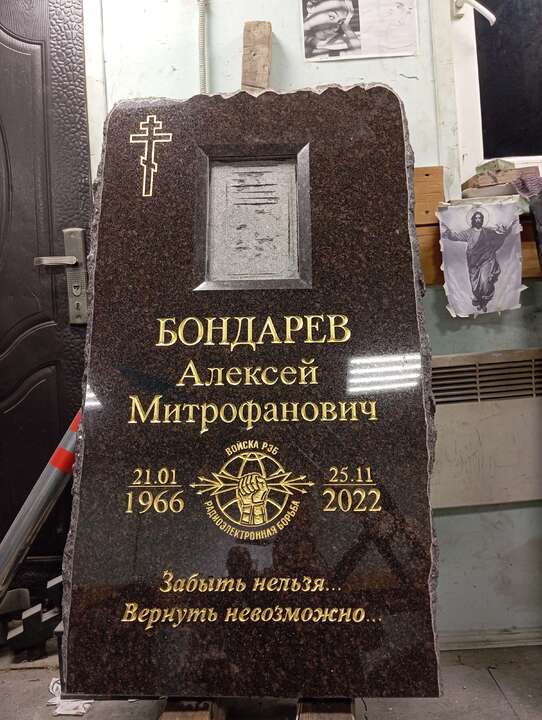 БОНДАРЕВ
Алексей
Митрофанович
ВОЙСКА РЭБ
21.01
1966
25.11
2022
РАДИОЭЛЕКТРОННАЯ БОРЬБА
Забыть нельзя...
Вернуть невозможно...